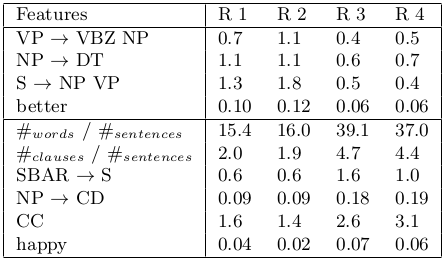 Features R 1 R 2 R 3 R 4
VP → VBZ NP 0.7 1.1 0.4 0.5
NP → DT 1.1 1.1 0.6 0.7
S → NP VP 1.3 1.8 0.5 0.4
better 0.10 0.12 0.06 0.06
#words / #sentences 15.4 16.0 39.1 37.0
#clauses / #sentences 2.0 1.9 4.7 4.4
SBAR → S 0.6 0.6 1.6 1.0
NP → CD 0.09 0.09 0.18 0.19
CC 1.6 1.4 2.6 3.1
happy 0.04 0.02 0.07 0.06